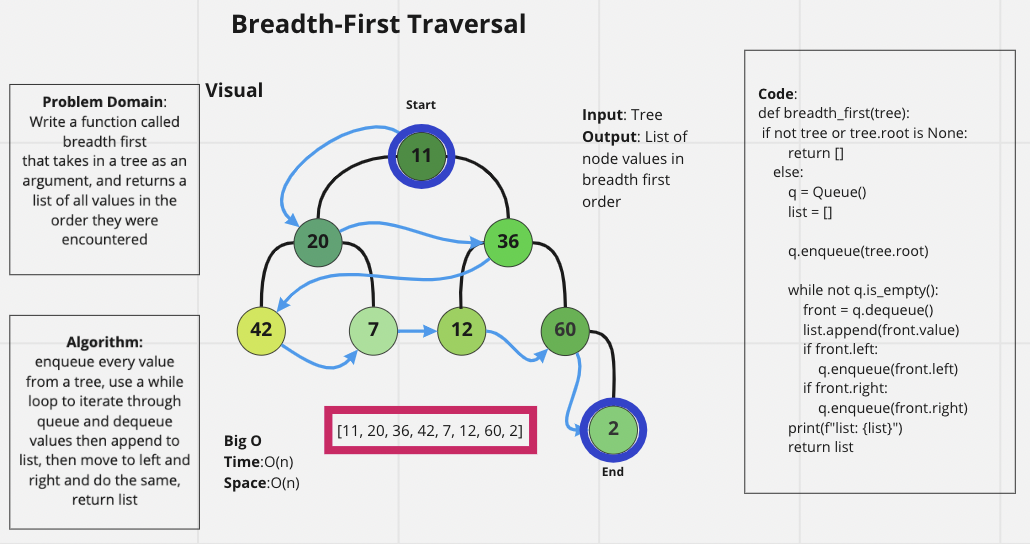 Breadth-First Traversal
Problem Domain:
Write a function called
breadth first
that takes in a tree as an
argument, and returns a
list of all values in the
order they were
encountered
Algorithm:
enqueue every value
from a tree, use a while
loop to iterate through
queue and dequeue
values then append to
list, then move to left and
right and do the same,
return list
Visual
Start
11
20
36
42
7
12
60
2
End
[11, 20, 36, 42, 7, 12, 60, 2]
Big O
Time:O(n)
Space:O(n)
Input: Tree
Output: List of
node values in
breadth first
order
Code:
def breadth_first(tree):
if not tree or tree.root is None:
return []
else:
q = Queue()
list = []
q.enqueue(tree.root)
while not q.is_empty():
front = q.dequeue()
list.append(front.value)
if front.left:
q.enqueue(front.left)
if front.right:
q.enqueue(front.right)
print(f"list: {list}")
return list